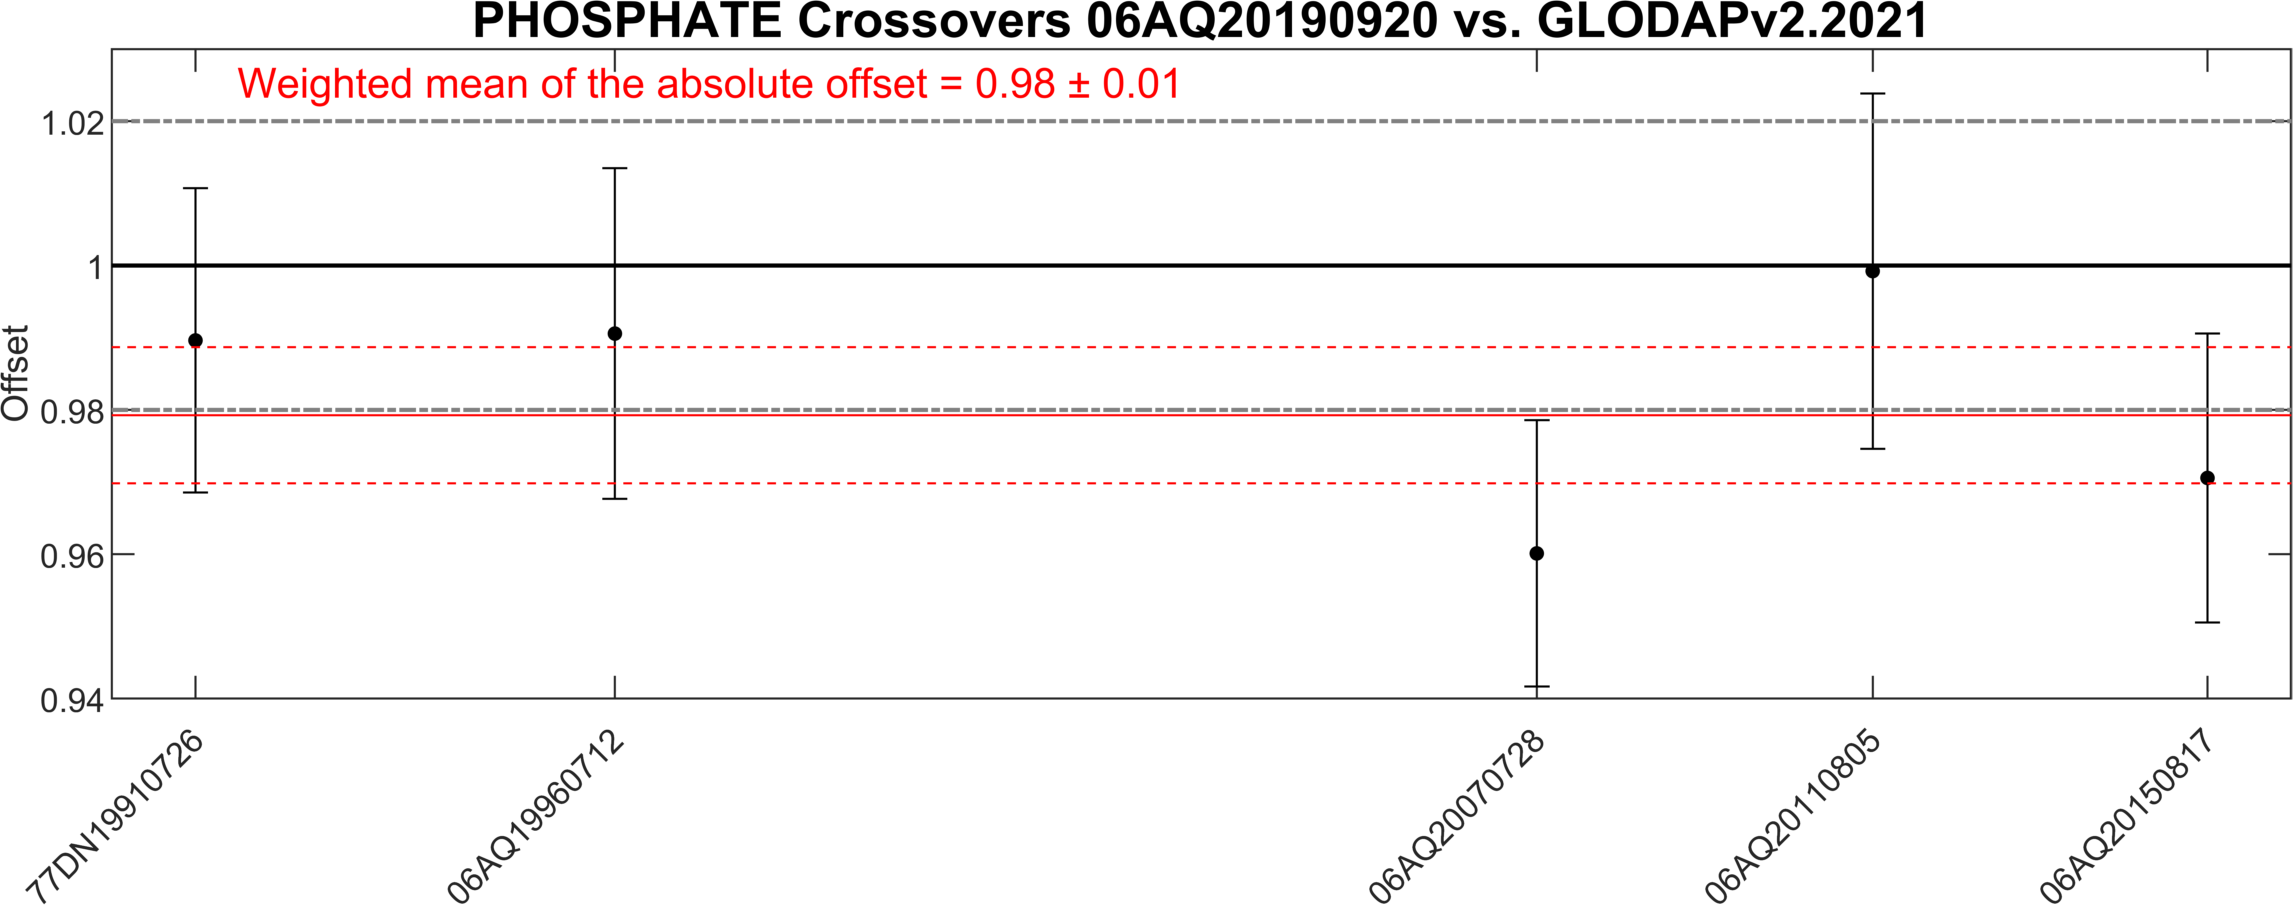 PHOSPHATE Crossovers 06AQ20190920 vs. GLODAPv2.2021
Weighted mean of the absolute offset = 0.98 ± 0.01
1.02
1
0.98
0.96
0.94
Offset
77DN19910726
06AQ19960712
06AQ20070728
06AQ20110805
06AQ20150817